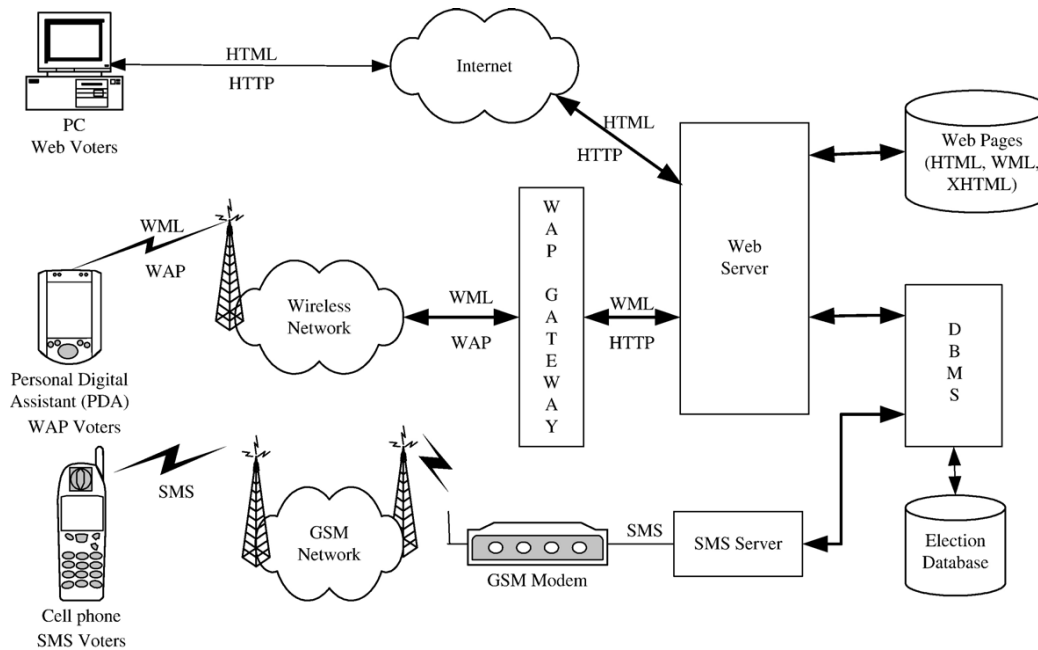 HTML
HTTP
Internet
PC
Web Voters
HTML
HTTP
Web Pages
(HTML, WML,
XHTML)
WML
WAP
Wireless
Network
WML
WAP
W
A
P
G
A
T
E
W
A
Y
WML
HTTP
Web
Server
D
B
M
S
Personal Digital
Assistant (PDA)
WAP Voters
SMS
GSM
Network
GSM Modem
SMS
SMS Server
Election
Database
Cell phone
SMS Voters